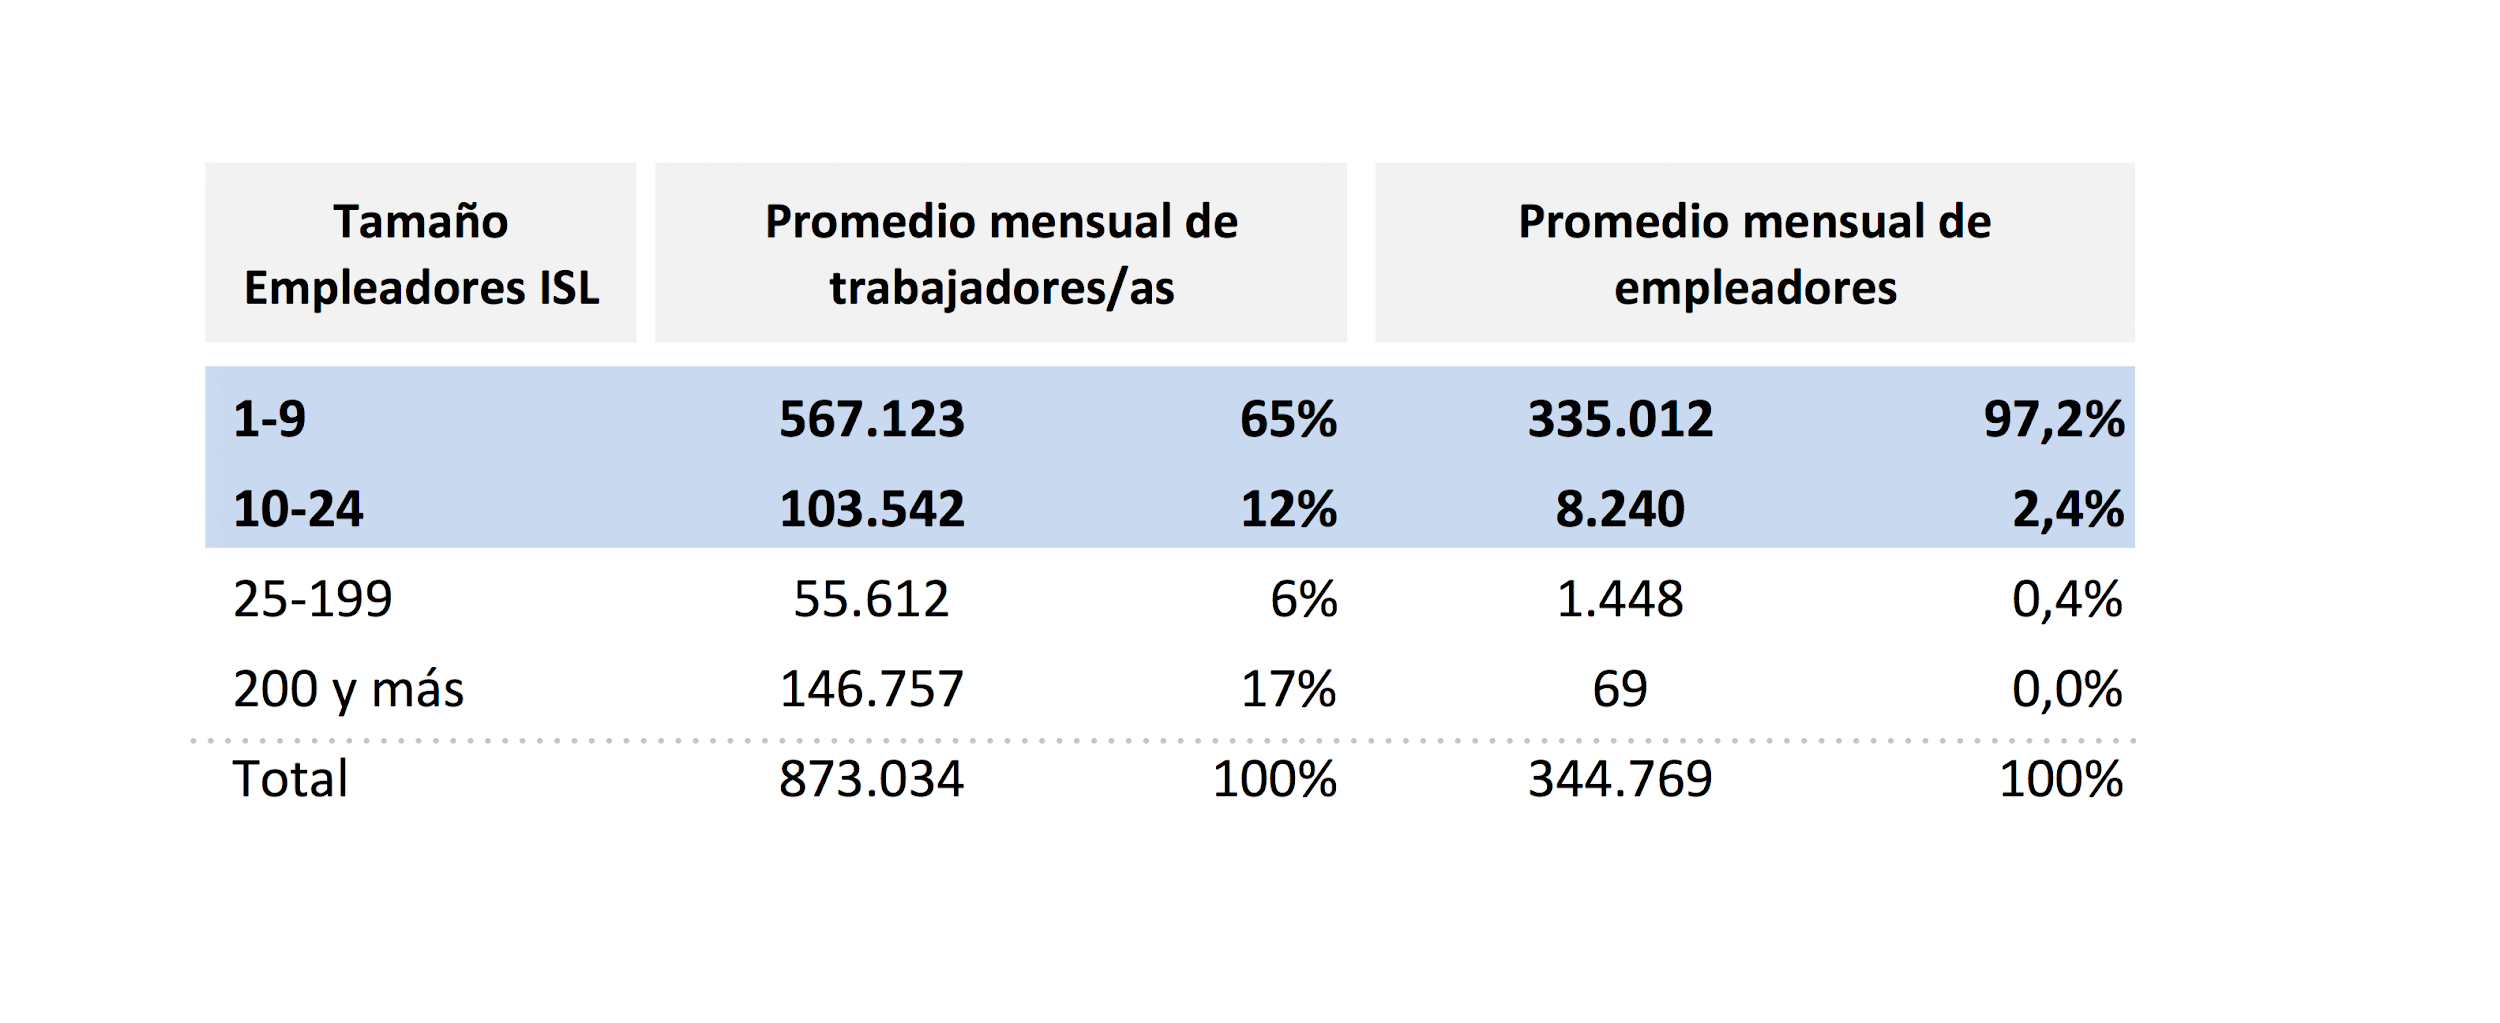 Tamaño
Empleadores ISL
Promedio mensual de
trabajadores/as
Promedio mensual de
empleadores
1-9 567.123 65% 335.012 97,2%
10-24 103.542 12% 8.240 2,4%
25-199 55.612 6% 1.448 0,4%
200 y más 146.757 17% 69 0,0%
Total 873.034 100% 344.769 100%